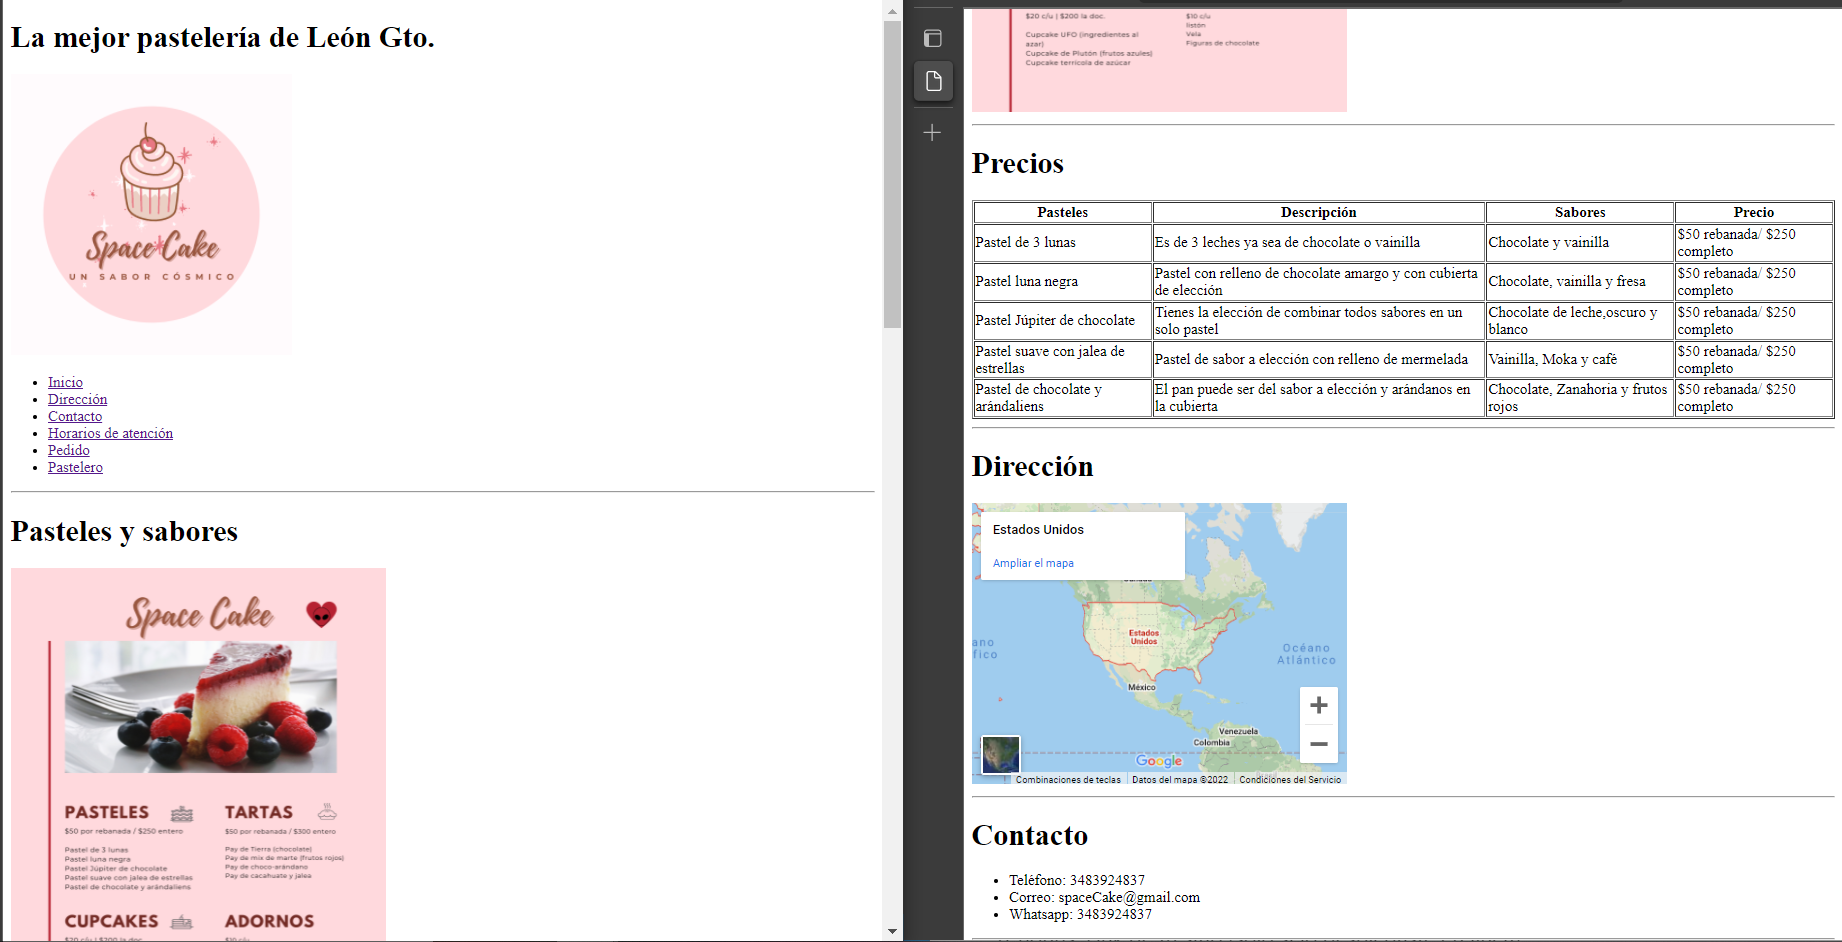 La mejor pastelería de León Gto.
Space Cake
UN SABOR CÓSMICO
Inicio
Dirección
Contacto
Horarios de atención
Pedido
Pastelero
Pasteles y sabores
Space Cake
PASTELES
$50 por rebanada / $250 entero
Pastel de 3 lunas
Pastel luna negra
Pastel Júpiter de chocolate
Pastel suave con jalea de estrellas
Pastel de chocolate y arándaliens
TARTAS
$50 por rebanada / $300 entero
Pay de Tierra (chocolate)
Pay de mix de marte (frutos rojos)
Pay de choco-arándano
Pay de cacahuate y jalea
CUPCAKES
$20 c/u | $200 la doc.
ADORNOS
$10 c/u
$20 c/u | $200 la doc.
Cupcake UFO (ingredientes al
azar)
Cupcake de Plutón (frutos azules)
Cupcake terrícola de azúcar
$10 c/u
listón
Vela
Figuras de chocolate
Precios
Pasteles Descripción Sabores Precio
Pastel de 3 lunas Es de 3 leches ya sea de chocolate o vainilla Chocolate y vainilla $50 rebanada/ $250
completo
Pastel luna negra Pastel con relleno de chocolate amargo y con cubierta
de elección Chocolate, vainilla y fresa $50 rebanada/ $250
completo
Pastel Júpiter de chocolate Tienes la elección de combinar todos sabores en un
solo pastel Chocolate de leche,oscuro y
blanco $50 rebanada/ $250
completo
Pastel suave con jalea de
estrellas Pastel de sabor a elección con relleno de mermelada Vainilla, Moka y café $50 rebanada/ $250
completo
Pastel de chocolate y
arándaliens El pan puede ser del sabor a elección y arándanos en
la cubierta Chocolate, Zanahoria y frutos
rojos $50 rebanada/ $250
completo
Dirección
Estados Unidos
Ampliar el mapa
Estados
Unidos
México
Océano
Atlántico
Venezuela
Colombia
Google
Combinaciones de teclas
Datos del mapa ©2022
Condiciones del Servicio
Contacto
Teléfono: 3483924837
Correo: spaceCake@gmail.com
Whatsapp: 3483924837